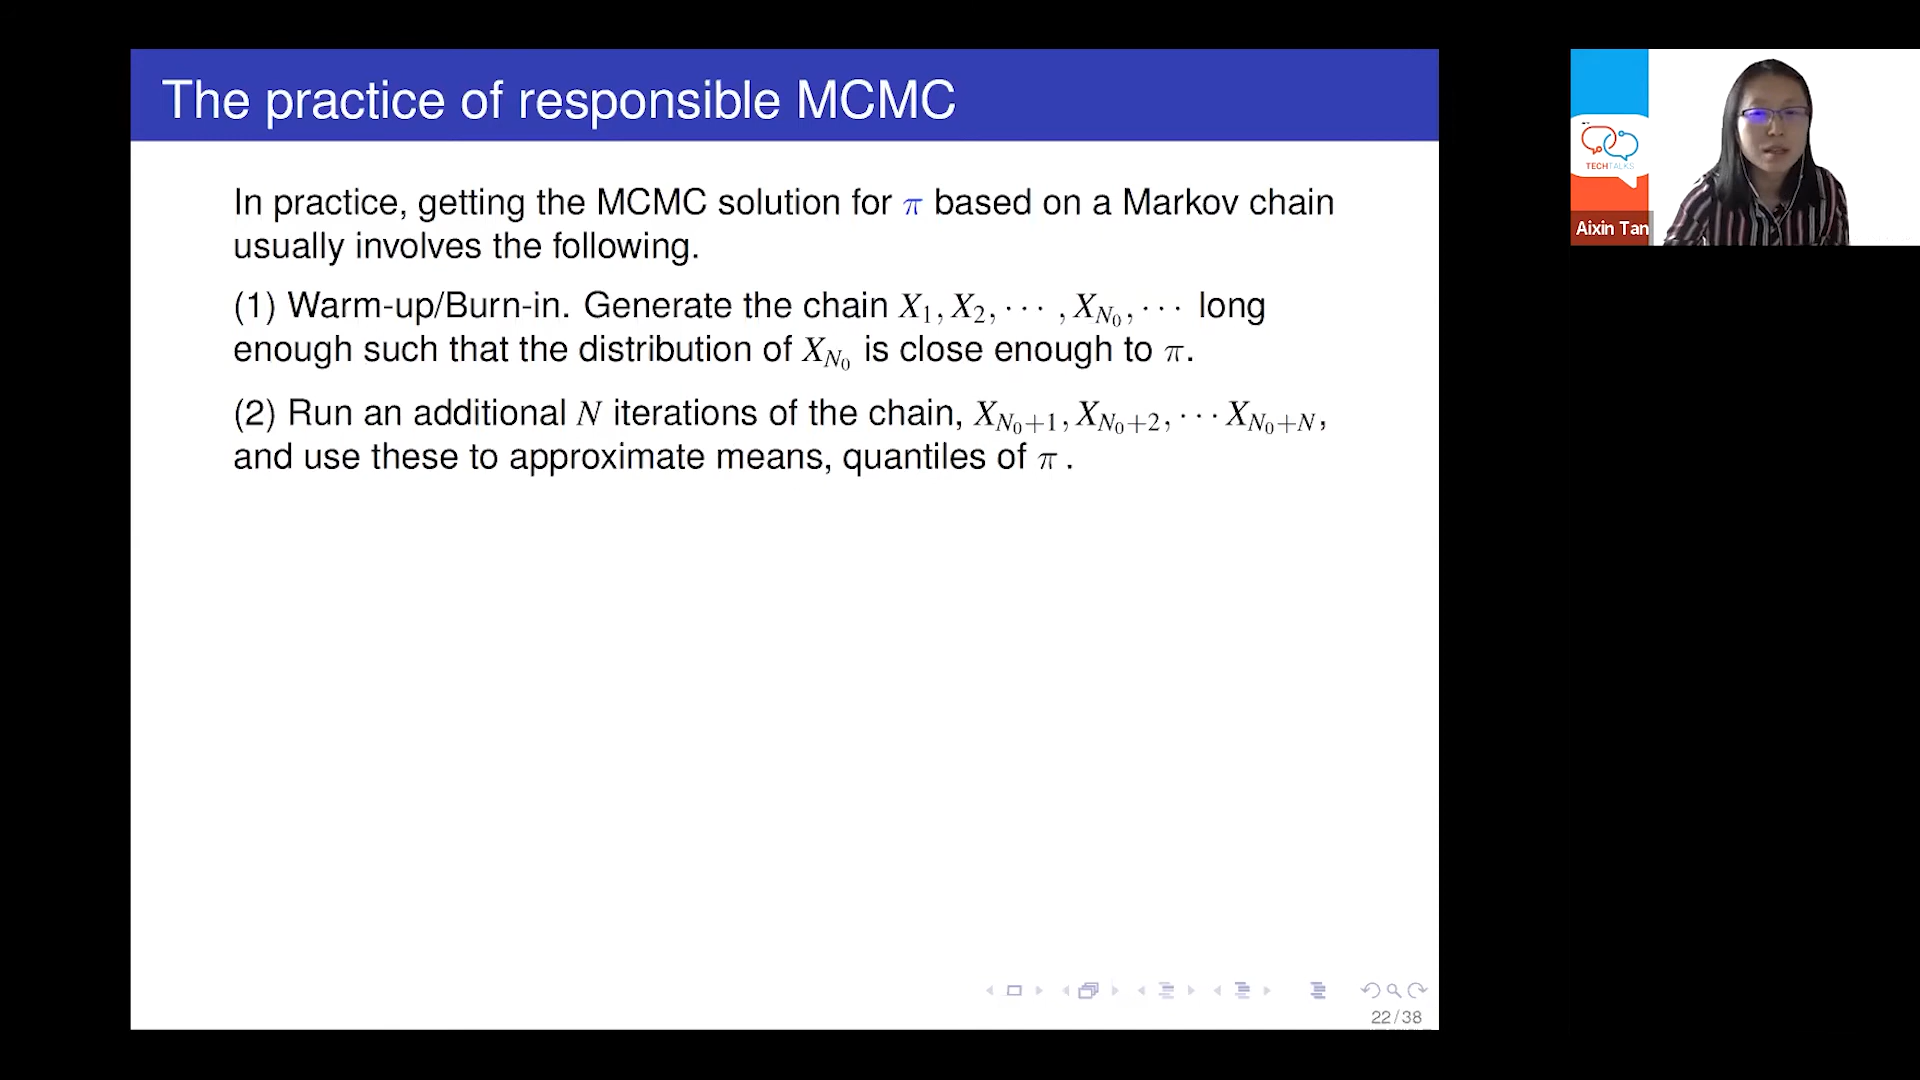 The practice of responsible MCMC
In practice, getting the MCMC solution for π based on a Markov chain
usually involves the following.
(1) Warm-up/Burn-in. Generate the chain X₁, X₂, ⋯ , X_{N₀}, ⋯ long
enough such that the distribution of X_{N₀} is close enough to π.
(2) Run an additional N iterations of the chain, X_{N₀+1}, X_{N₀+2}, ⋯ X_{N₀+N},
and use these to approximate means, quantiles of π .
22/38
TECHTALKS
Aixin Tan